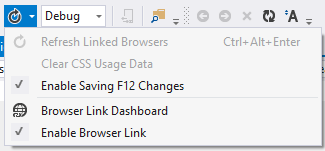 Debug
Refresh Linked Browsers Ctrl+Alt+Enter
Clear CSS Usage Data
Enable Saving F12 Changes
Browser Link Dashboard
Enable Browser Link